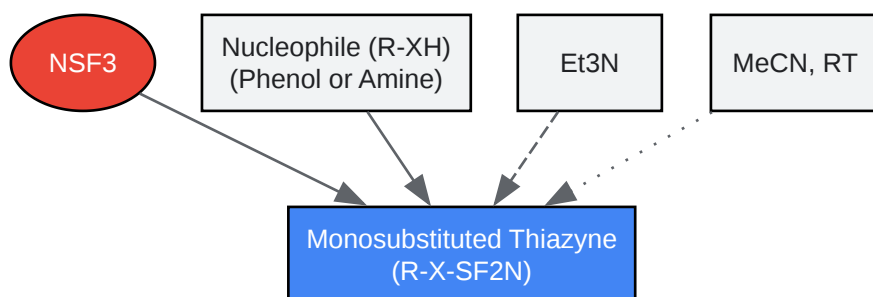 NSF3
Nucleophile (R-XH)
(Phenol or Amine)
Et3N
MeCN, RT
Monosubstituted Thiazyne
(R-X-SF2N)